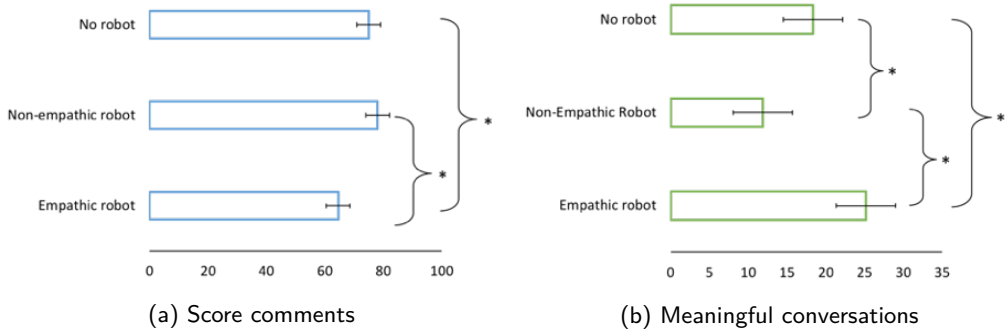 No robot
Non-empathic robot
Empathic robot
*
*
0 20 40 60 80 100
(a) Score comments
No robot
Non-Empathic Robot
Empathic robot
*
*
*
0 5 10 15 20 25 30 35
(b) Meaningful conversations